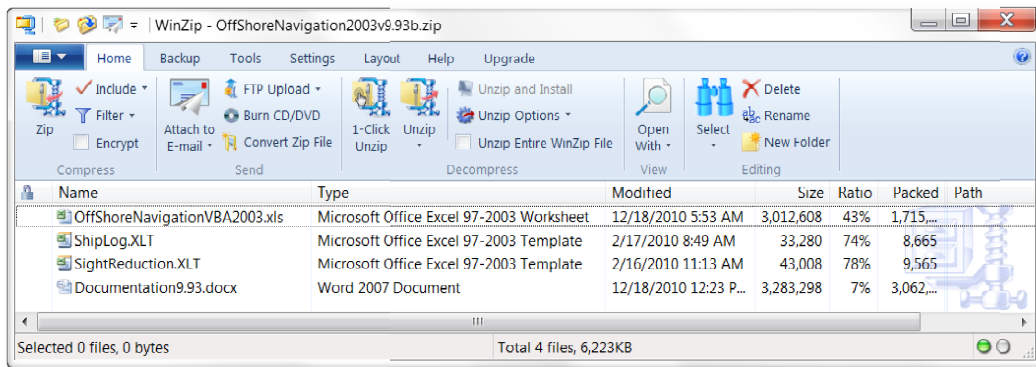 WinZip - OffShoreNavigation2003v9.93b.zip
Home Backup Tools Settings Layout Help Upgrade
Zip
Include
Filter
Encrypt
Compress
Attach to
E-mail
FTP Upload
Burn CD/DVD
Convert Zip File
Send
1-Click
Unzip
Unzip
Unzip and Install
Unzip Options
Unzip Entire WinZip File
Decompress
Open
With
View
Select
Delete
Rename
New Folder
Editing
Name Type Modified Size Ratio Packed Path
OffShoreNavigationVBA2003.xls Microsoft Office Excel 97-2003 Worksheet 12/18/2010 5:53 AM 3,012,608 43% 1,715,...
ShipLog.XLT Microsoft Office Excel 97-2003 Template 2/17/2010 8:49 AM 33,280 74% 8,665
SightReduction.XLT Microsoft Office Excel 97-2003 Template 2/16/2010 11:13 AM 43,008 78% 9,565
Documentation9.93.docx Word 2007 Document 12/18/2010 12:23 P... 3,283,298 7% 3,062,...
Selected 0 files, 0 bytes Total 4 files, 6,223KB